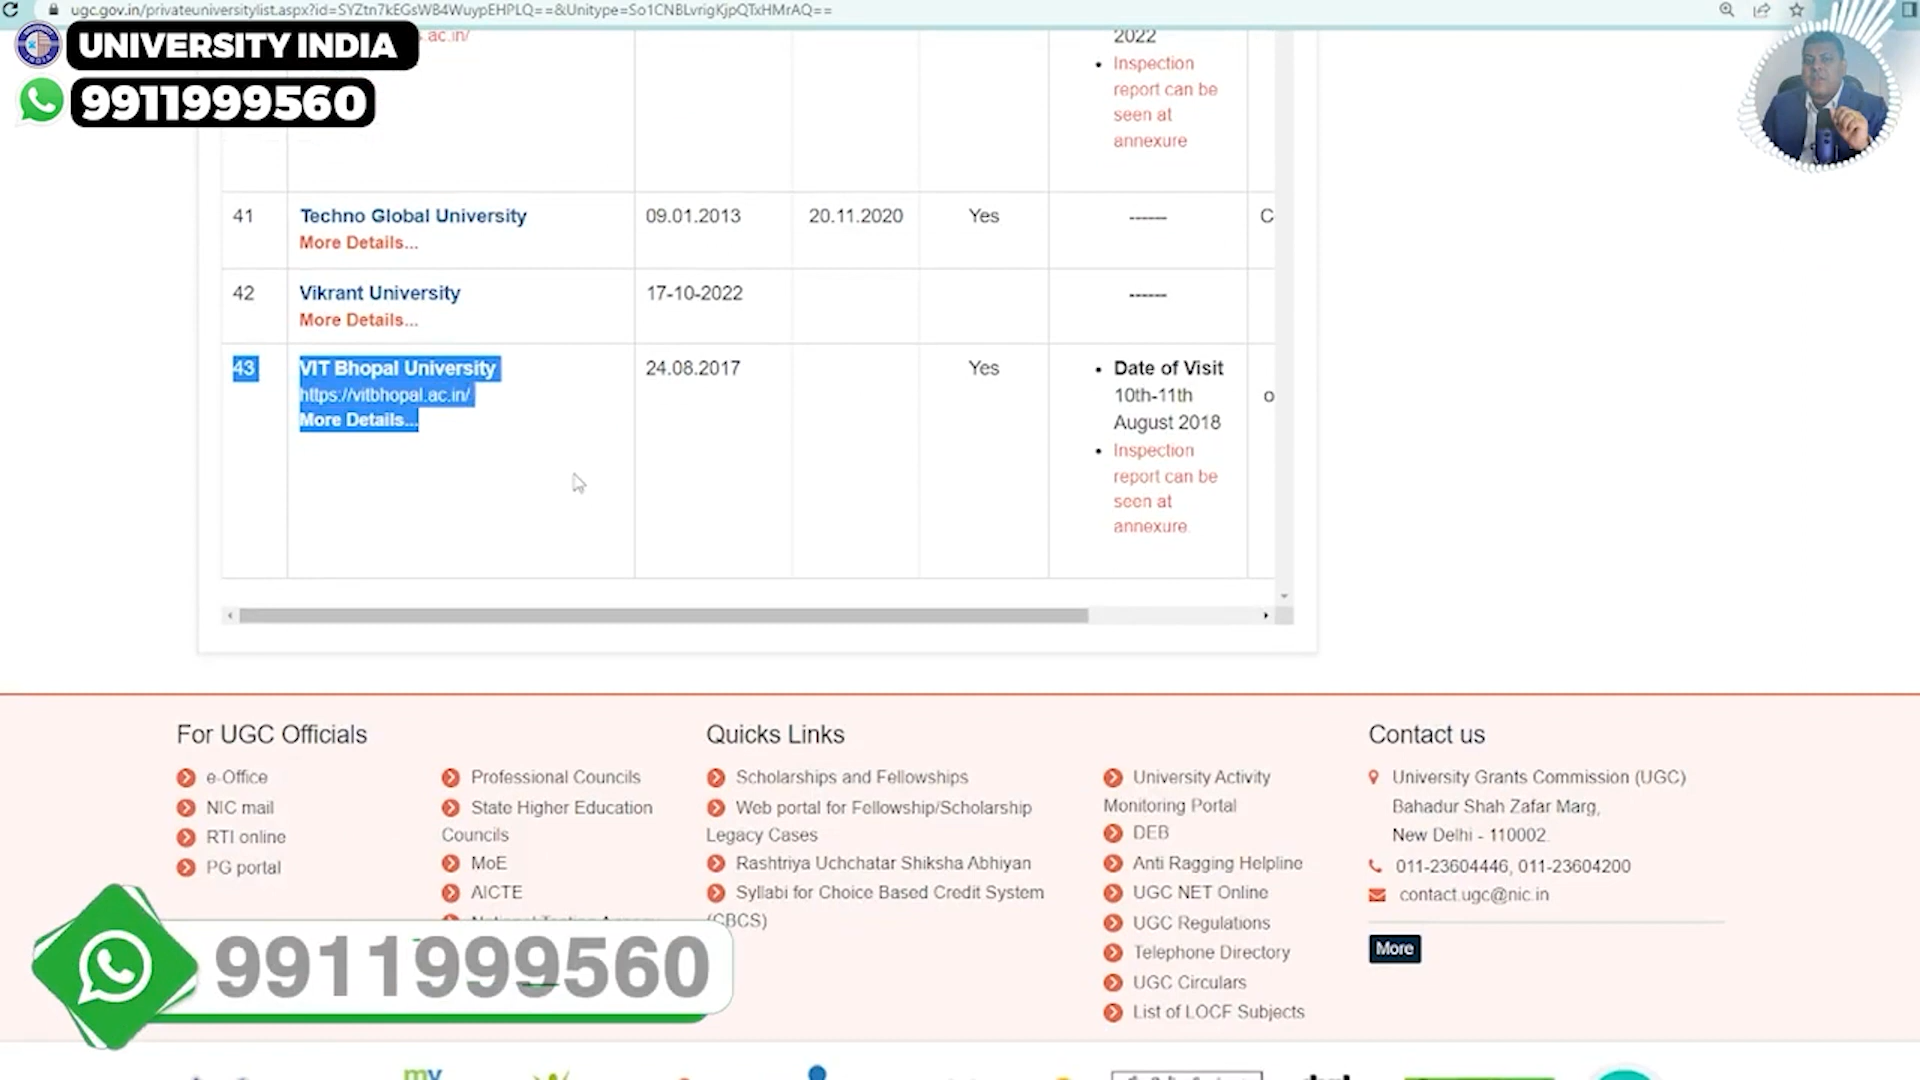 ugc.gov.in/privateuniversitylist.aspx?id=SYZtn7kEGsWB4WuypEHPLQ==&Unitype=So1CNBLvrigKjpQTxHMrAQ==
UNIVERSITY INDIA
.ac.in/
9911999560
2022
Inspection
report can be
seen at
annexure
41 Techno Global University 09.01.2013 20.11.2020 Yes ------ C
More Details...
42 Vikrant University 17-10-2022 ------
More Details...
43 VIT Bhopal University 24.08.2017 Yes Date of Visit
https://vitbhopal.ac.in/ 10th-11th o
More Details... August 2018
Inspection
report can be
seen at
annexure.
For UGC Officials
e-Office
NIC mail
RTI online
PG portal
Professional Councils
State Higher Education
Councils
MoE
AICTE
Quicks Links
Scholarships and Fellowships
Web portal for Fellowship/Scholarship
Legacy Cases
Rashtriya Uchchatar Shiksha Abhiyan
Syllabi for Choice Based Credit System
(CBCS)
University Activity
Monitoring Portal
DEB
Anti Ragging Helpline
UGC NET Online
UGC Regulations
Telephone Directory
UGC Circulars
List of LOCF Subjects
Contact us
University Grants Commission (UGC)
Bahadur Shah Zafar Marg,
New Delhi - 110002.
011-23604446, 011-23604200
contact.ugc@nic.in
More
9911999560
my